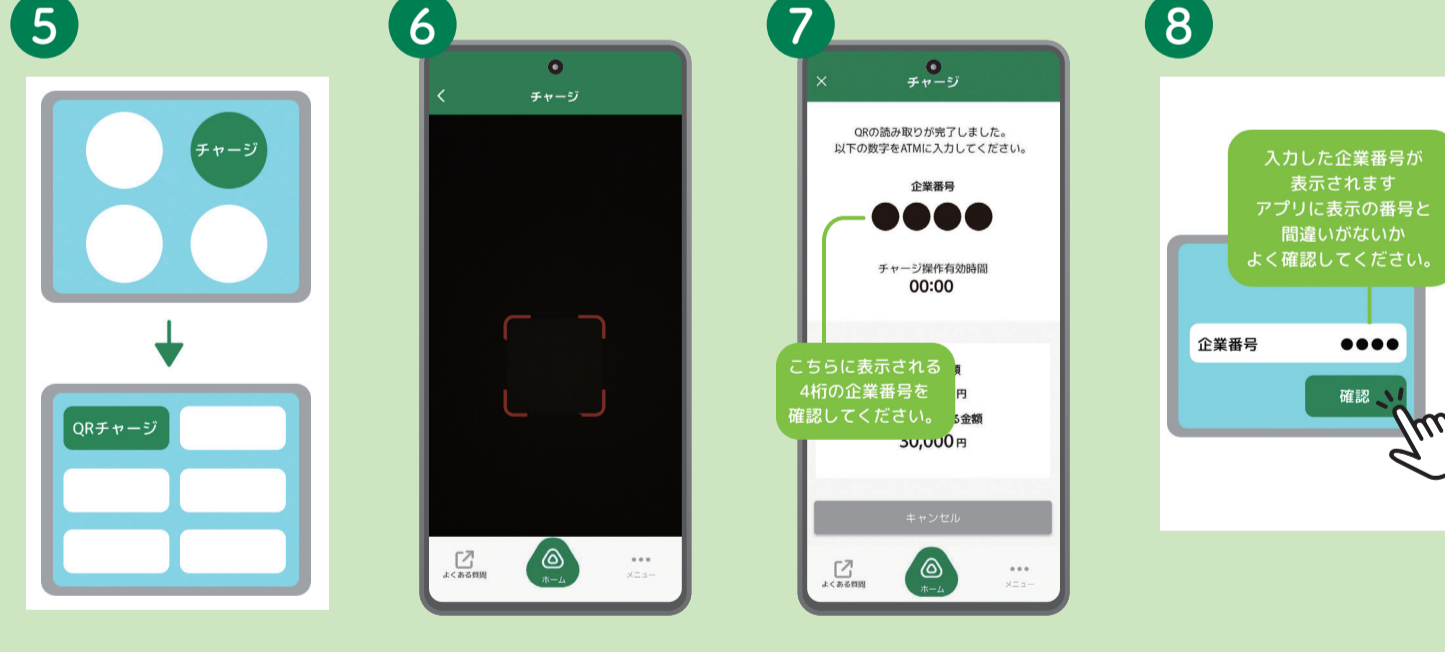 5
チャージ
QRチャージ
6
チャージ
よくある質問
ホーム
メニュー
7
チャージ
QRの読み取りが完了しました。
以下の数字をATMに入力してください。
企業番号
チャージ操作有効時間
00:00
こちらに表示される
4桁の企業番号を
確認してください。
円
金額
30,000円
キャンセル
よくある質問
ホーム
メニュー
8
入力した企業番号が
表示されます
アプリに表示の番号と
間違いがないか
よく確認してください。
企業番号 ●●●●
確認